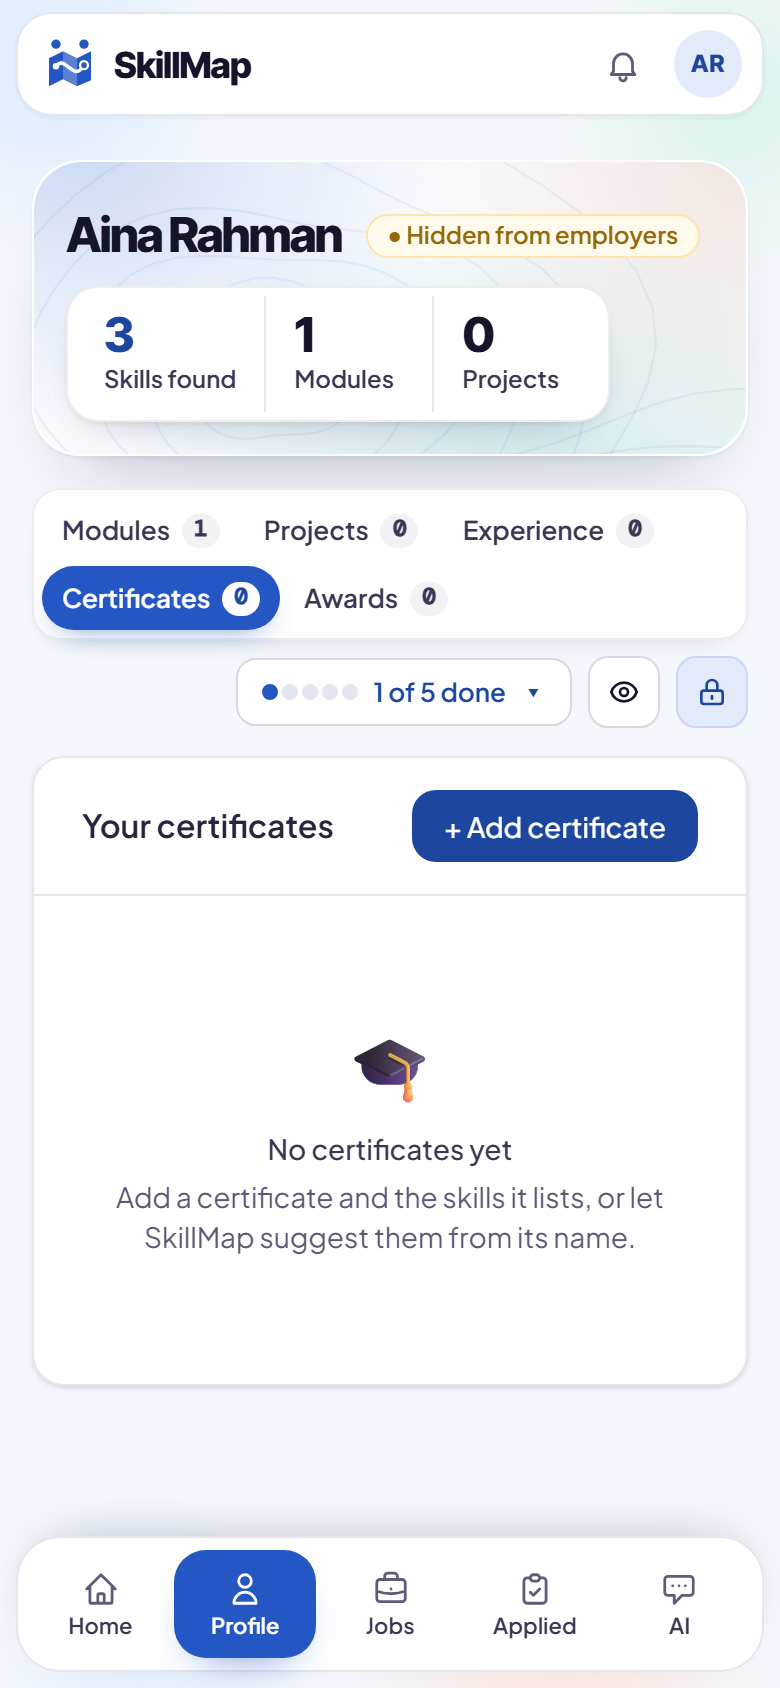 SkillMap
AR
Aina Rahman
Hidden from employers
3
Skills found
1
Modules
0
Projects
Modules 1
Projects 0
Experience 0
Certificates 0
Awards 0
1 of 5 done
Your certificates
+ Add certificate
No certificates yet
Add a certificate and the skills it lists, or let
SkillMap suggest them from its name.
Home
Profile
Jobs
Applied
AI